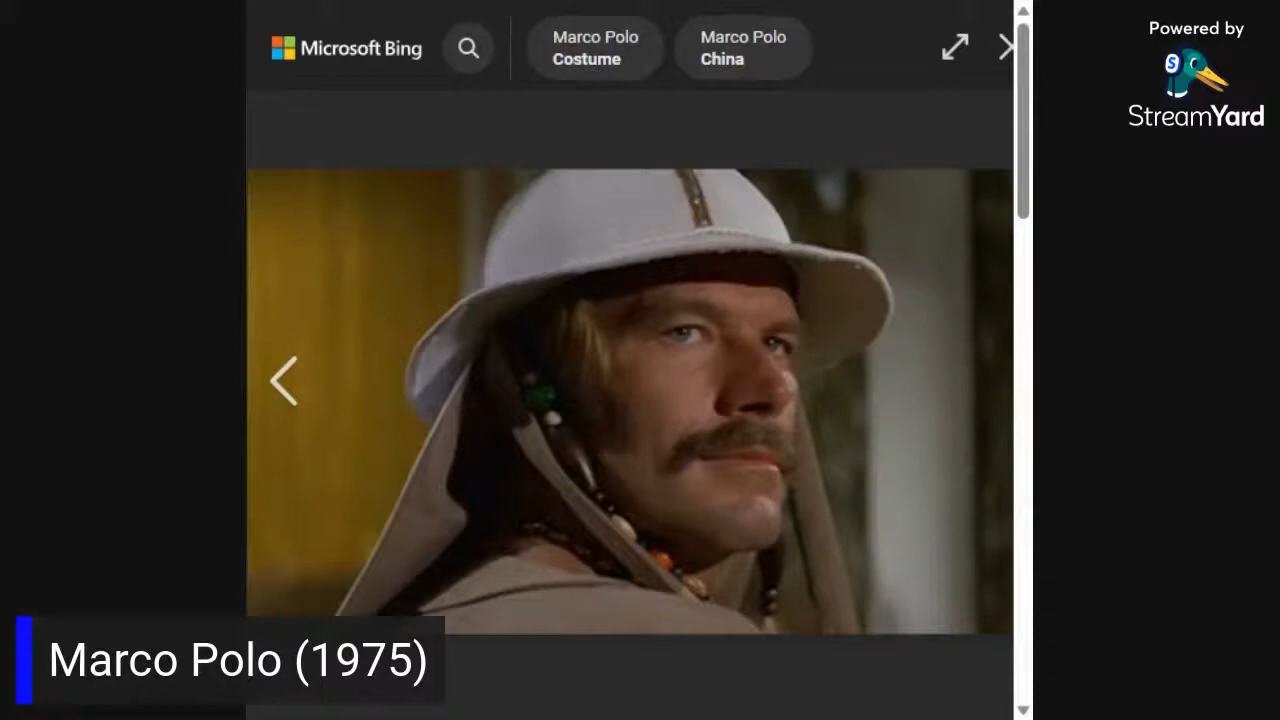 Microsoft Bing
Marco Polo
Costume
Marco Polo
China
Powered by
S
StreamYard
Marco Polo (1975)